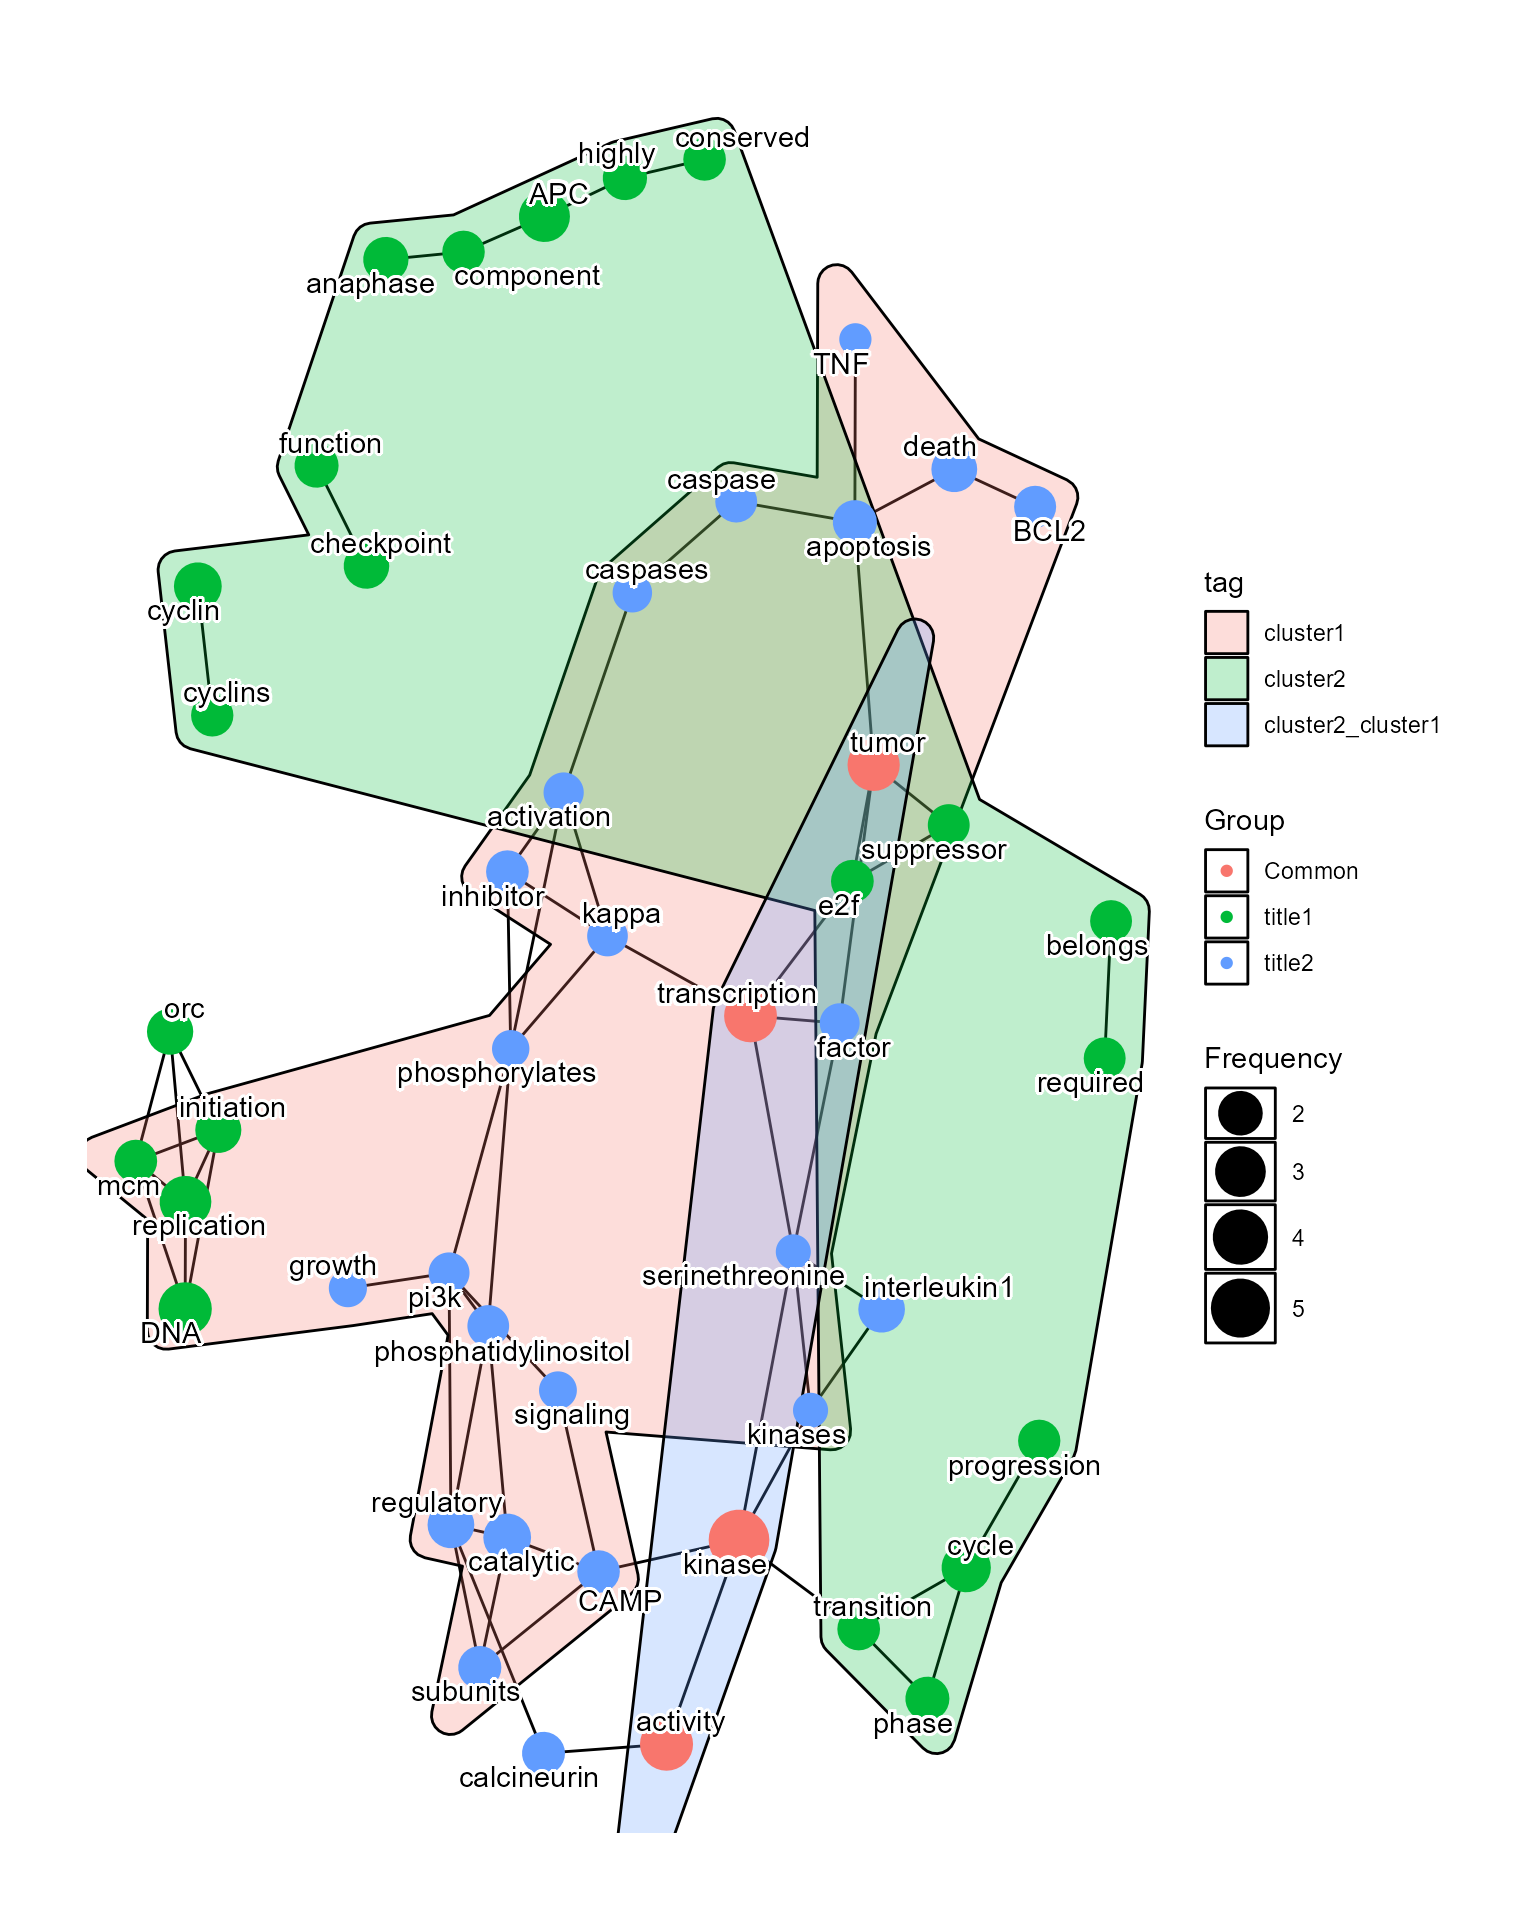 conserved
highly
APC
component
anaphase
TNF
function
death
caspase
BCL2
checkpoint
apoptosis
caspases
cyclin
cyclins
tumor
activation
suppressor
inhibitor
e2f
kappa
belongs
transcription
orc
factor
phosphorylates
required
initiation
mcm
replication
growth
serinethreonine
interleukin1
pi3k
DNA
phosphatidylinositol
signaling
kinases
progression
regulatory
cycle
catalytic
kinase
CAMP
transition
subunits
activity
phase
calcineurin
tag
cluster1
cluster2
cluster2_cluster1
Group
Common
title1
title2
Frequency
2
3
4
5